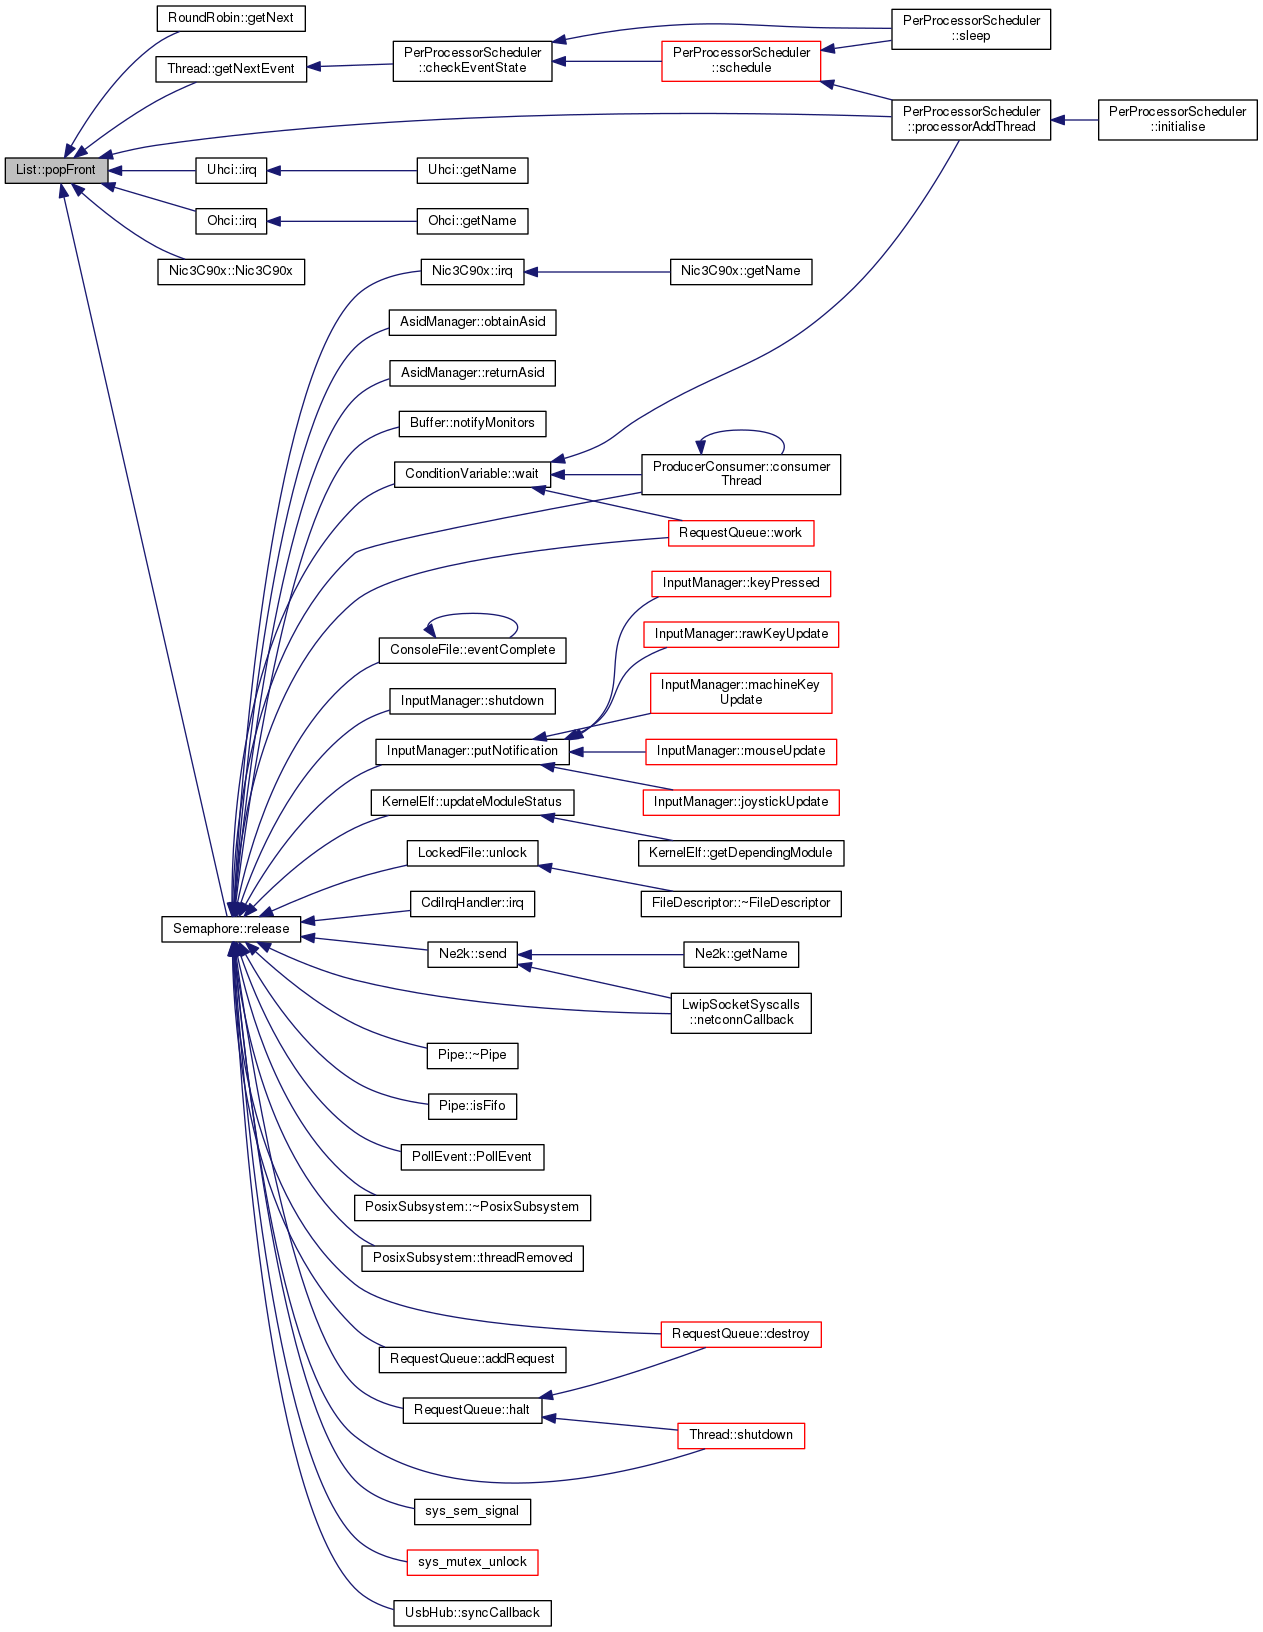 RoundRobin::getNext
Thread::getNextEvent
PerProcessorScheduler
::checkEventState
PerProcessorScheduler
::schedule
PerProcessorScheduler
::sleep
PerProcessorScheduler
::processorAddThread
PerProcessorScheduler
::initialise
List::popFront
Uhci::irq
Uhci::getName
Ohci::irq
Ohci::getName
Nic3C90x::Nic3C90x
Nic3C90x::irq
Nic3C90x::getName
AsidManager::obtainAsid
AsidManager::returnAsid
Buffer::notifyMonitors
ConditionVariable::wait
ProducerConsumer::consumer
Thread
RequestQueue::work
InputManager::keyPressed
InputManager::rawKeyUpdate
ConsoleFile::eventComplete
InputManager::machineKey
Update
InputManager::shutdown
InputManager::putNotification
InputManager::mouseUpdate
KernelElf::updateModuleStatus
InputManager::joystickUpdate
LockedFile::unlock
KernelElf::getDependingModule
CdiIrqHandler::irq
FileDescriptor::~FileDescriptor
Semaphore::release
Ne2k::send
Ne2k::getName
LwipSocketSyscalls
::netconnCallback
Pipe::~Pipe
Pipe::isFifo
PollEvent::PollEvent
PosixSubsystem::~PosixSubsystem
PosixSubsystem::threadRemoved
RequestQueue::destroy
RequestQueue::addRequest
RequestQueue::halt
Thread::shutdown
sys_sem_signal
sys_mutex_unlock
UsbHub::syncCallback